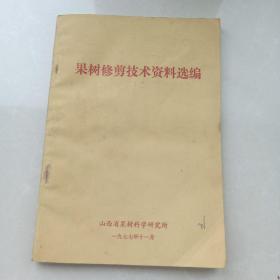 果树修剪技术资料选编
山西省果树科学研究所
一九七七年十一月